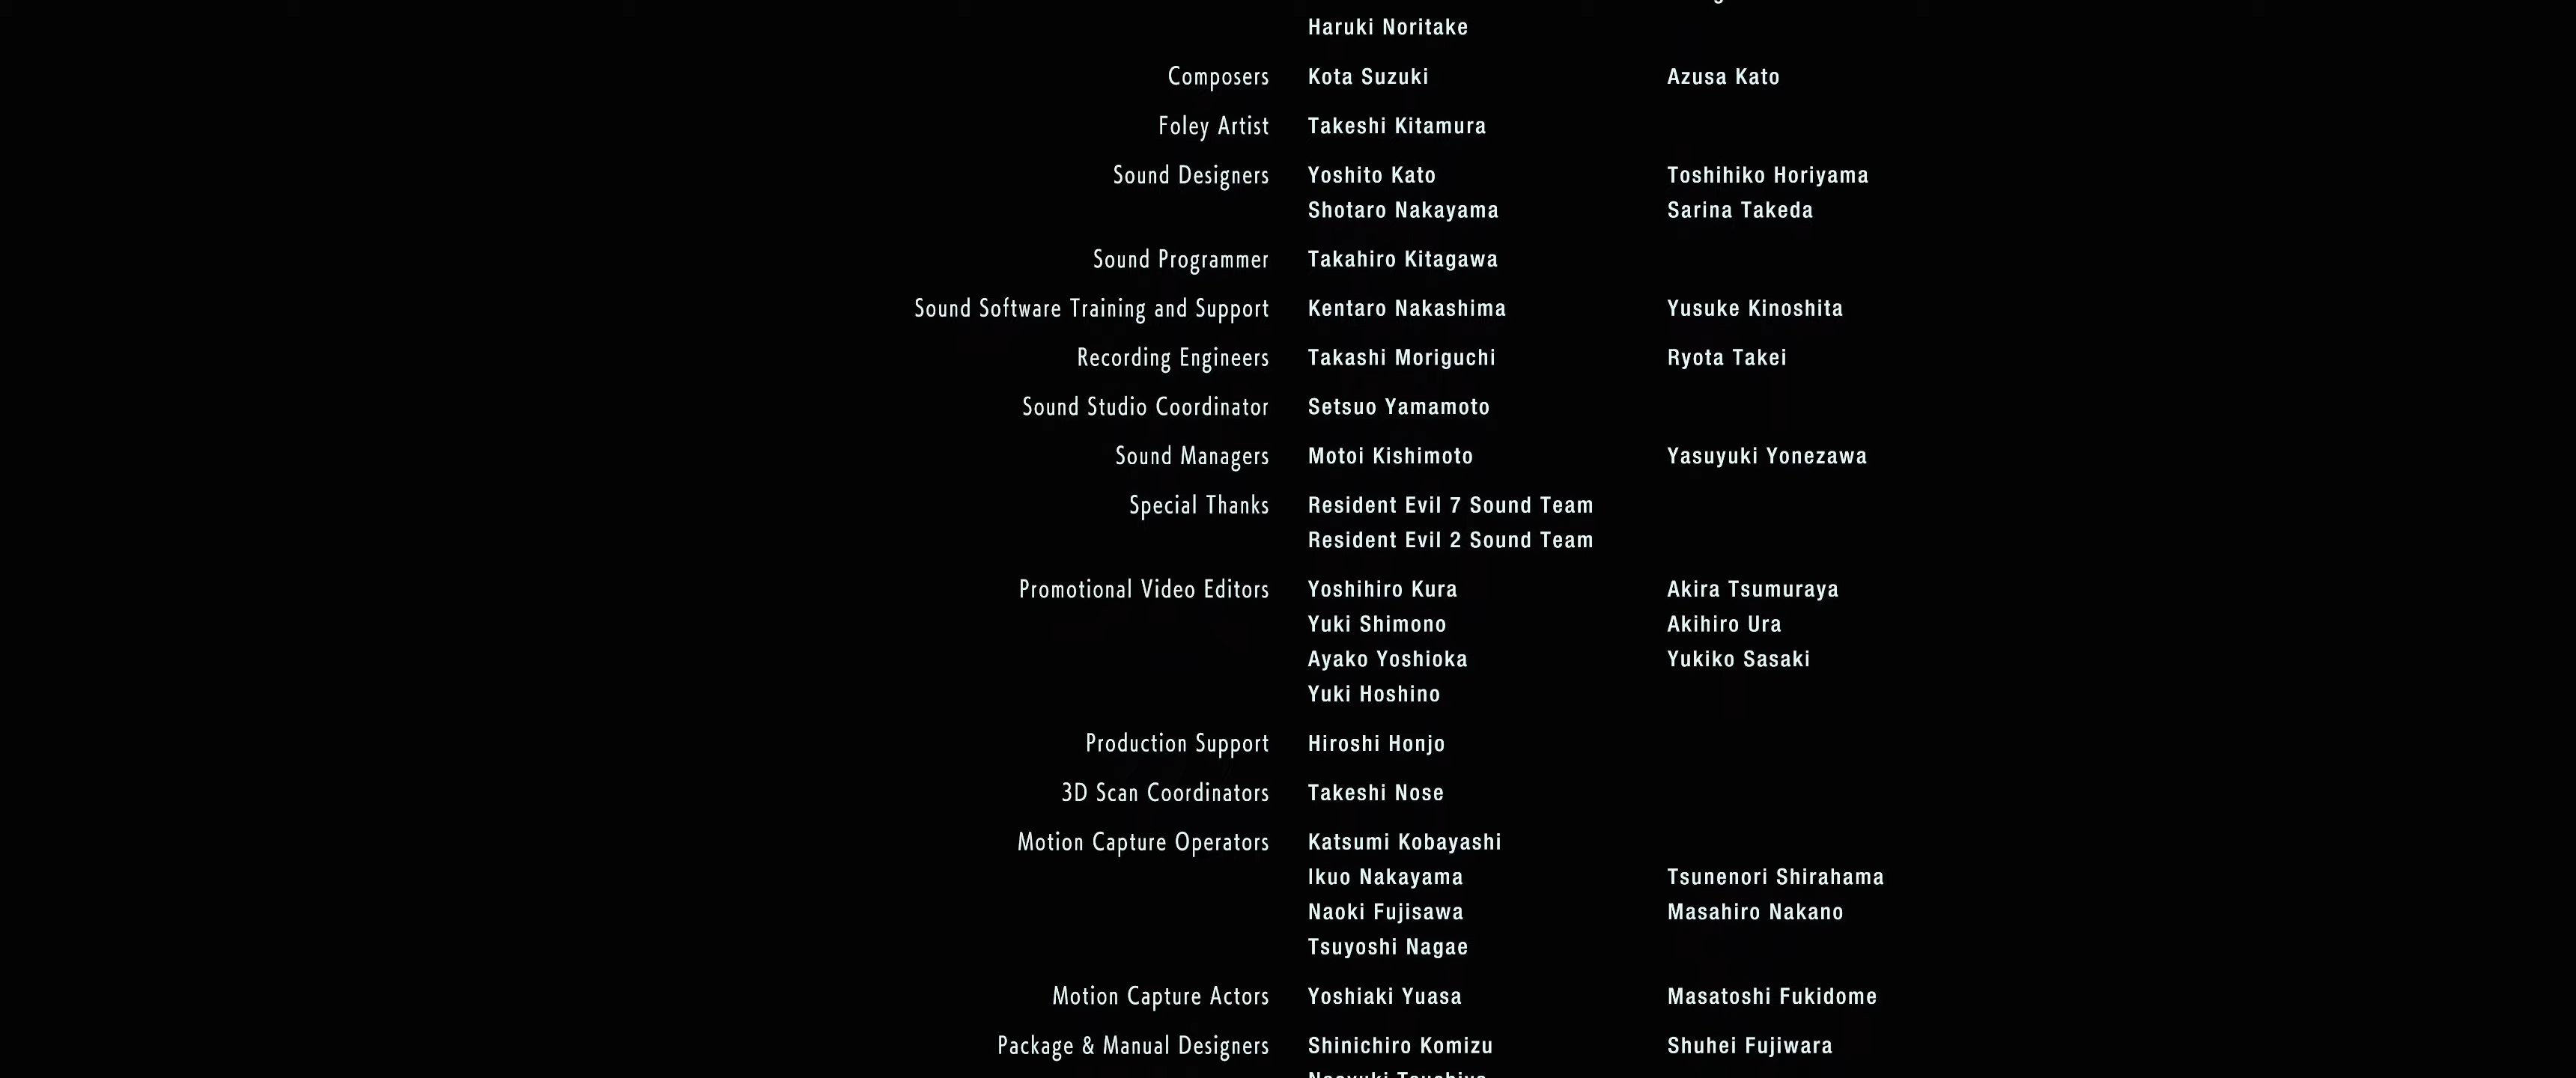 Haruki Noritake
Composers Kota Suzuki Azusa Kato
Foley Artist Takeshi Kitamura
Sound Designers Yoshito Kato Toshihiko Horiyama
Shotaro Nakayama Sarina Takeda
Sound Programmer Takahiro Kitagawa
Sound Software Training and Support Kentaro Nakashima Yusuke Kinoshita
Recording Engineers Takashi Moriguchi Ryota Takei
Sound Studio Coordinator Setsuo Yamamoto
Sound Managers Motoi Kishimoto Yasuyuki Yonezawa
Special Thanks Resident Evil 7 Sound Team
Resident Evil 2 Sound Team
Promotional Video Editors Yoshihiro Kura Akira Tsumuraya
Yuki Shimono Akihiro Ura
Ayako Yoshioka Yukiko Sasaki
Yuki Hoshino
Production Support Hiroshi Honjo
3D Scan Coordinators Takeshi Nose
Motion Capture Operators Katsumi Kobayashi
Ikuo Nakayama Tsunenori Shirahama
Naoki Fujisawa Masahiro Nakano
Tsuyoshi Nagae
Motion Capture Actors Yoshiaki Yuasa Masatoshi Fukidome
Package & Manual Designers Shinichiro Komizu Shuhei Fujiwara